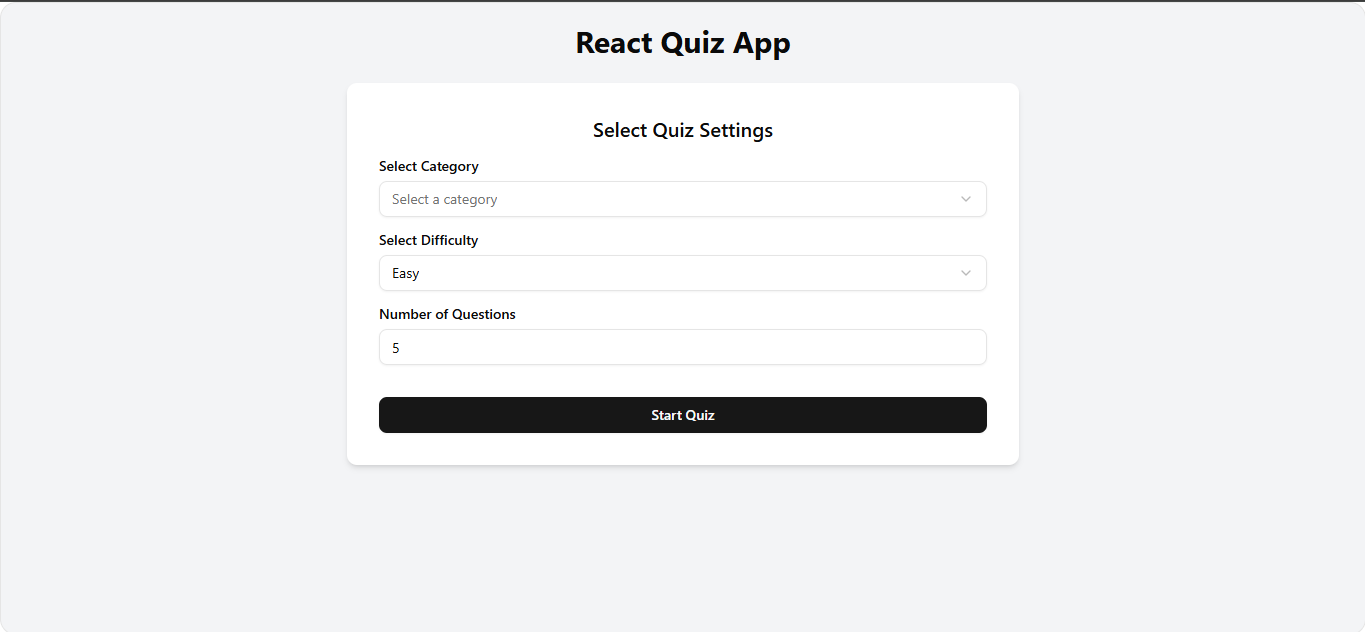 React Quiz App
Select Quiz Settings
Select Category
Select a category
Select Difficulty
Easy
Number of Questions
5
Start Quiz